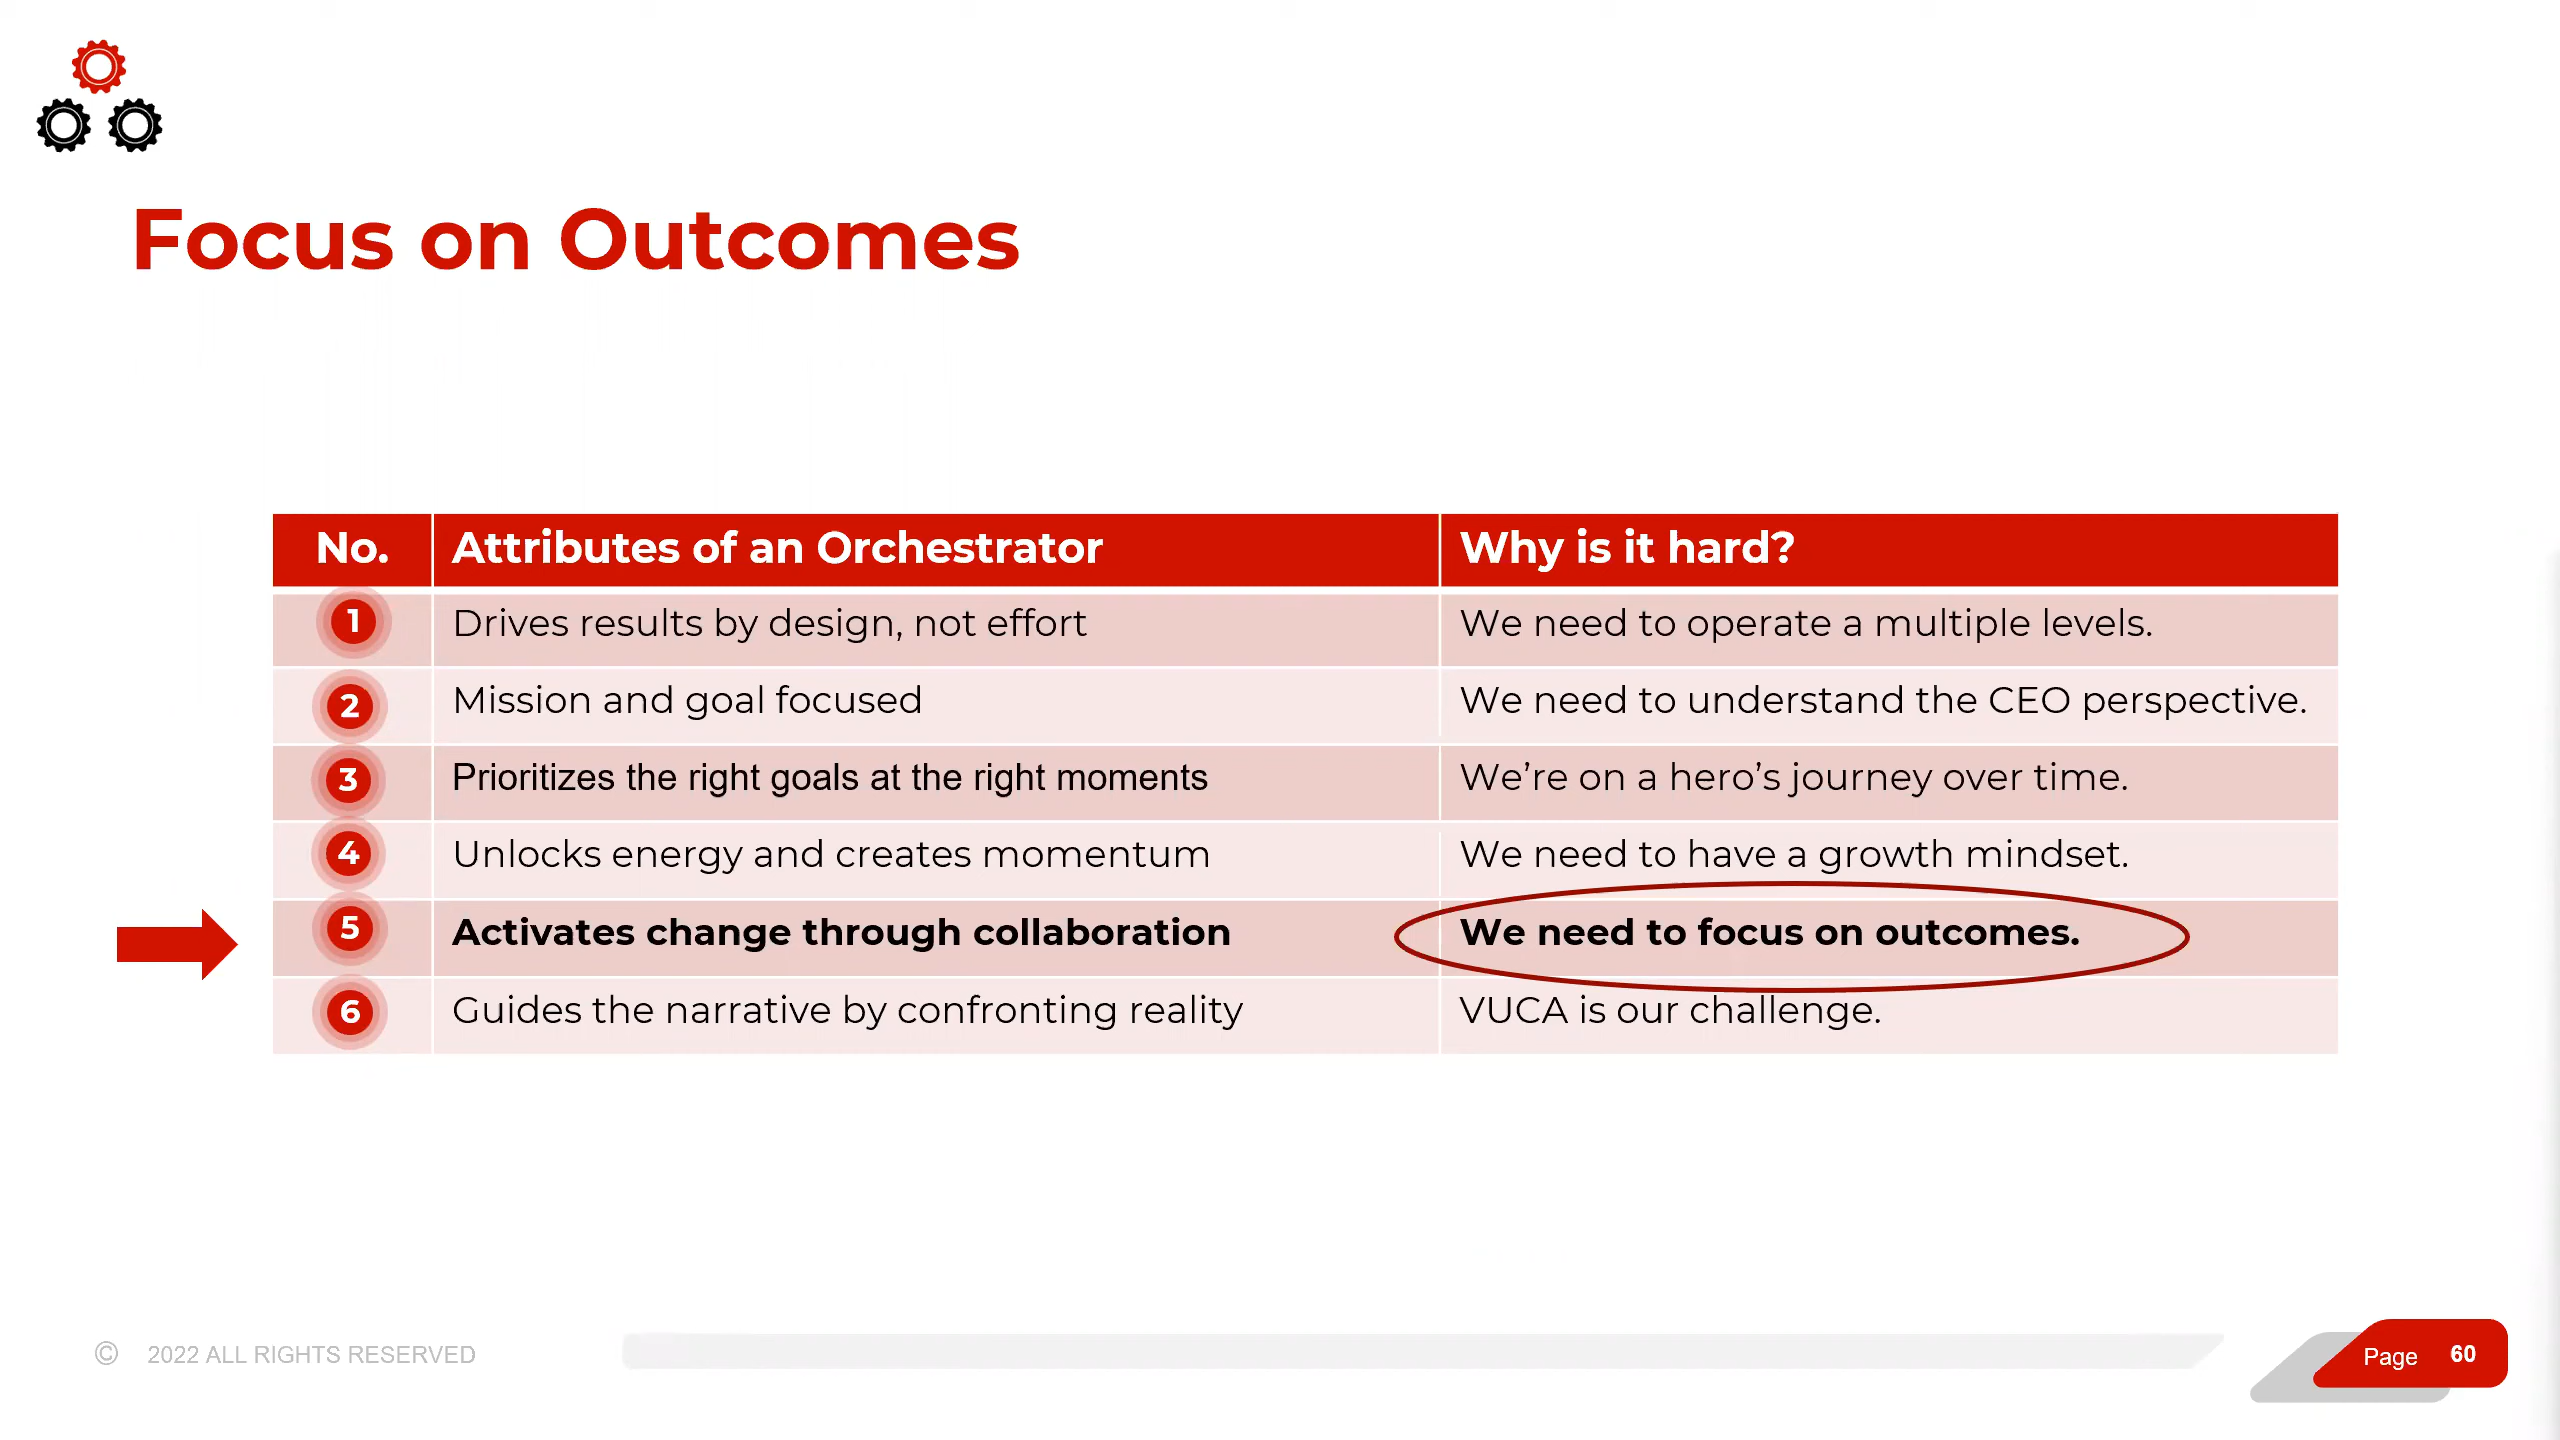 Focus on Outcomes
No. Attributes of an Orchestrator Why is it hard?
1 Drives results by design, not effort We need to operate a multiple levels.
2 Mission and goal focused We need to understand the CEO perspective.
3 Prioritizes the right goals at the right moments We’re on a hero’s journey over time.
4 Unlocks energy and creates momentum We need to have a growth mindset.
5 Activates change through collaboration We need to focus on outcomes.
6 Guides the narrative by confronting reality VUCA is our challenge.
© 2022 ALL RIGHTS RESERVED
Page 60